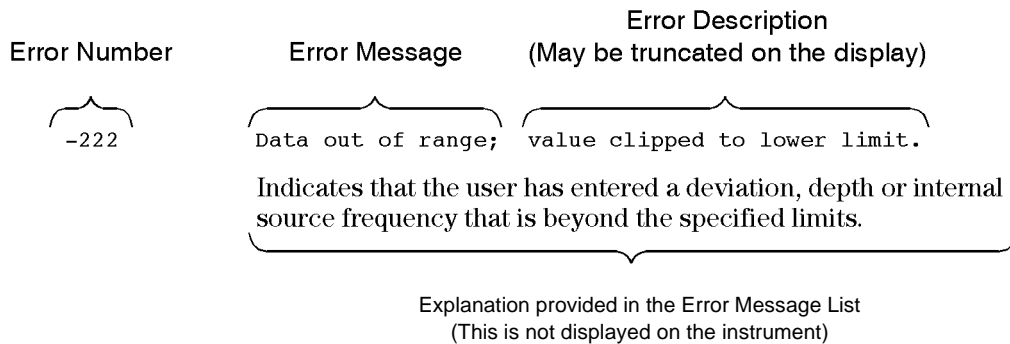 Error Description
Error Number Error Message (May be truncated on the display)
-222 Data out of range; value clipped to lower limit.
Indicates that the user has entered a deviation, depth or internal
source frequency that is beyond the specified limits.
Explanation provided in the Error Message List
(This is not displayed on the instrument)